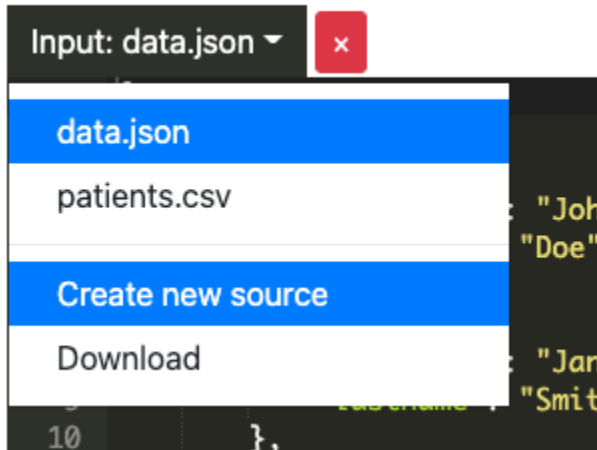 Input: data.json
×
data.json
patients.csv
: "Joh
"Doe"
Create new source
Download
: "Jan
: "Smit
10 },